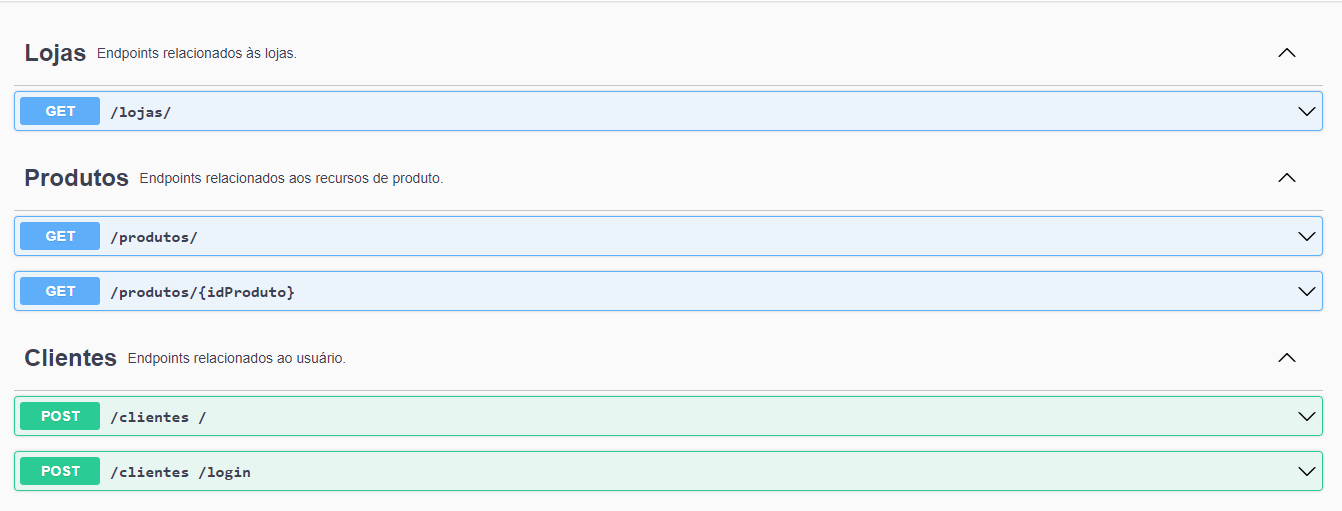 Lojas Endpoints relacionados às lojas.
GET /lojas/
Produtos Endpoints relacionados aos recursos de produto.
GET /produtos/
GET /produtos/{idProduto}
Clientes Endpoints relacionados ao usuário.
POST /clientes /
POST /clientes /login